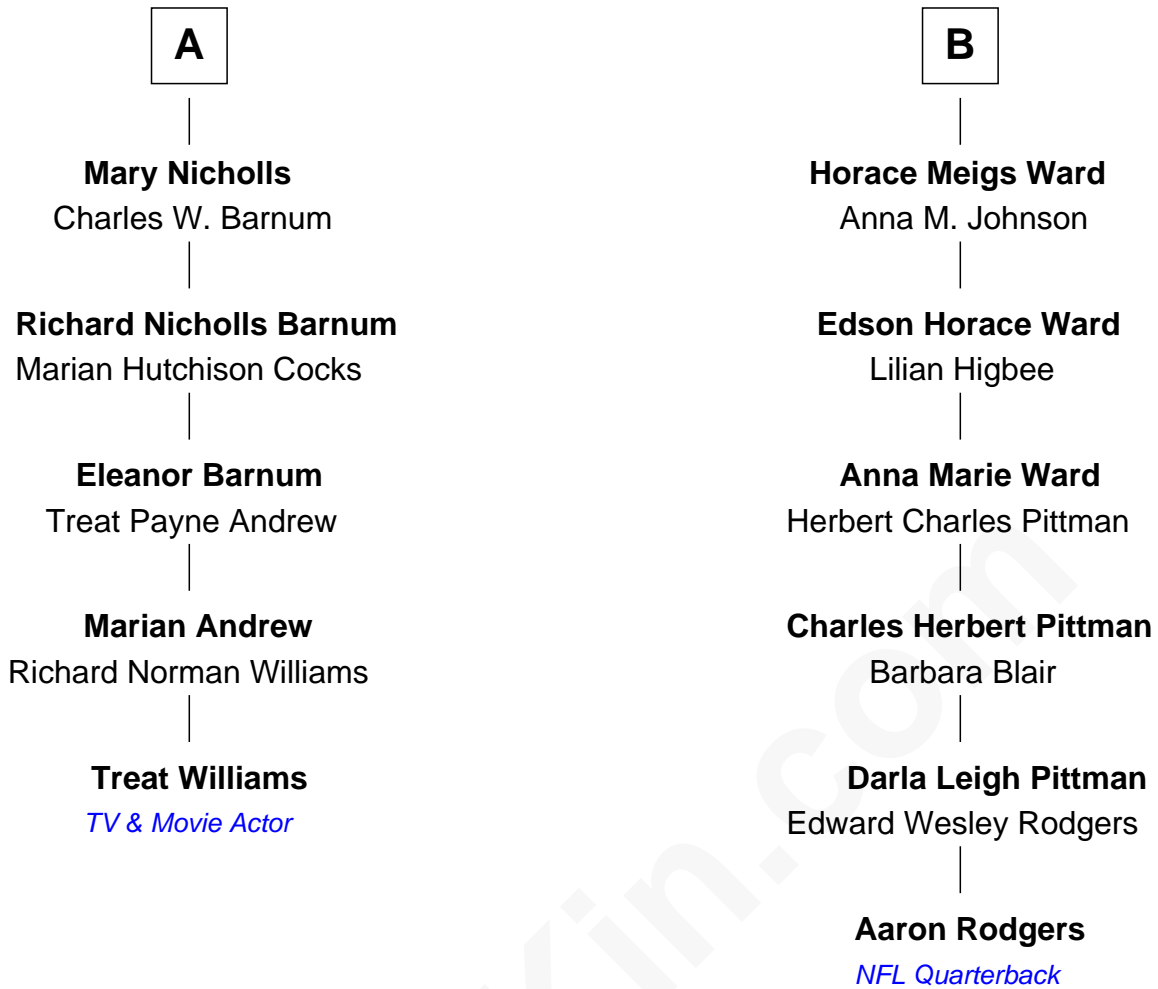 A
Mary Nicholls
Charles W. Barnum
Richard Nicholls Barnum
Marian Hutchison Cocks
Eleanor Barnum
Treat Payne Andrew
Marian Andrew
Richard Norman Williams
Treat Williams
TV & Movie Actor
B
Horace Meigs Ward
Anna M. Johnson
Edson Horace Ward
Lilian Higbee
Anna Marie Ward
Herbert Charles Pittman
Charles Herbert Pittman
Barbara Blair
Darla Leigh Pittman
Edward Wesley Rodgers
Aaron Rodgers
NFL Quarterback